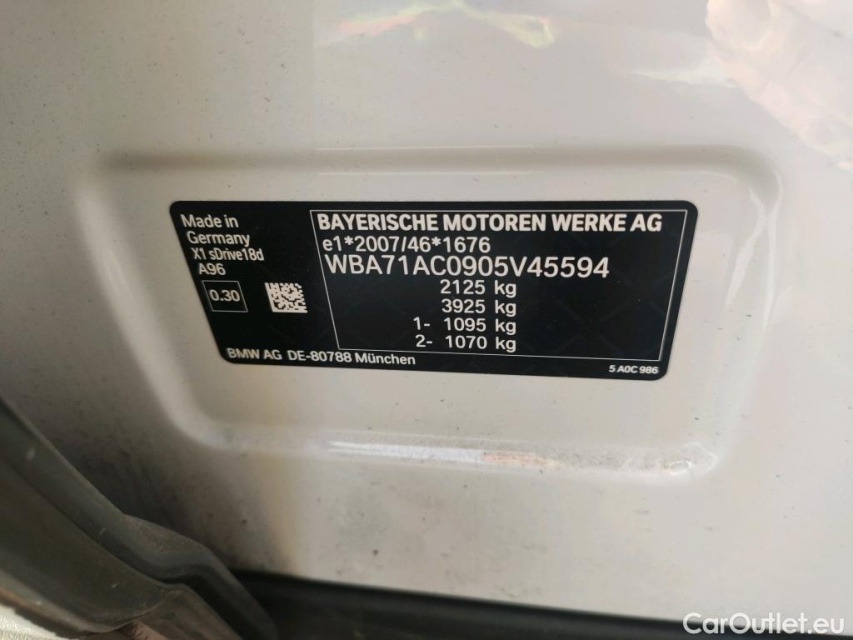 Made in
Germany
X1 sDrive18d
A96
0.30
BAYERISCHE MOTOREN WERKE AG
e1*2007/46*1676
WBA71AC0905V45594
2125 kg
3925 kg
1- 1095 kg
2- 1070 kg
BMW AG DE-80788 München
5 A0C 986
CarOutlet.eu